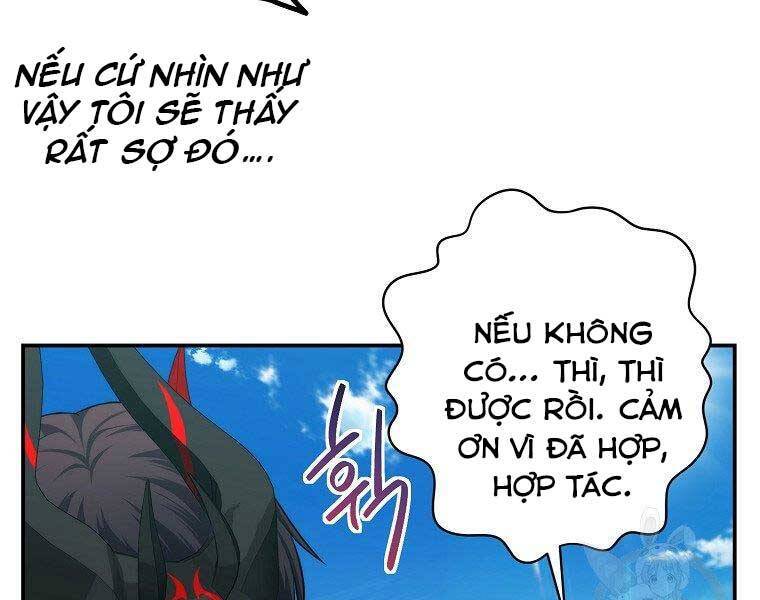 NẾU CỨ NHÌN NHƯ
VẬY TÔI SẼ THẤY
RẤT SỢ ĐÓ....
NẾU KHÔNG
CÓ... THÌ, THÌ
ĐƯỢC RỒI. CẢM
ƠN VÌ ĐÃ HỢP,
HỢP TÁC.